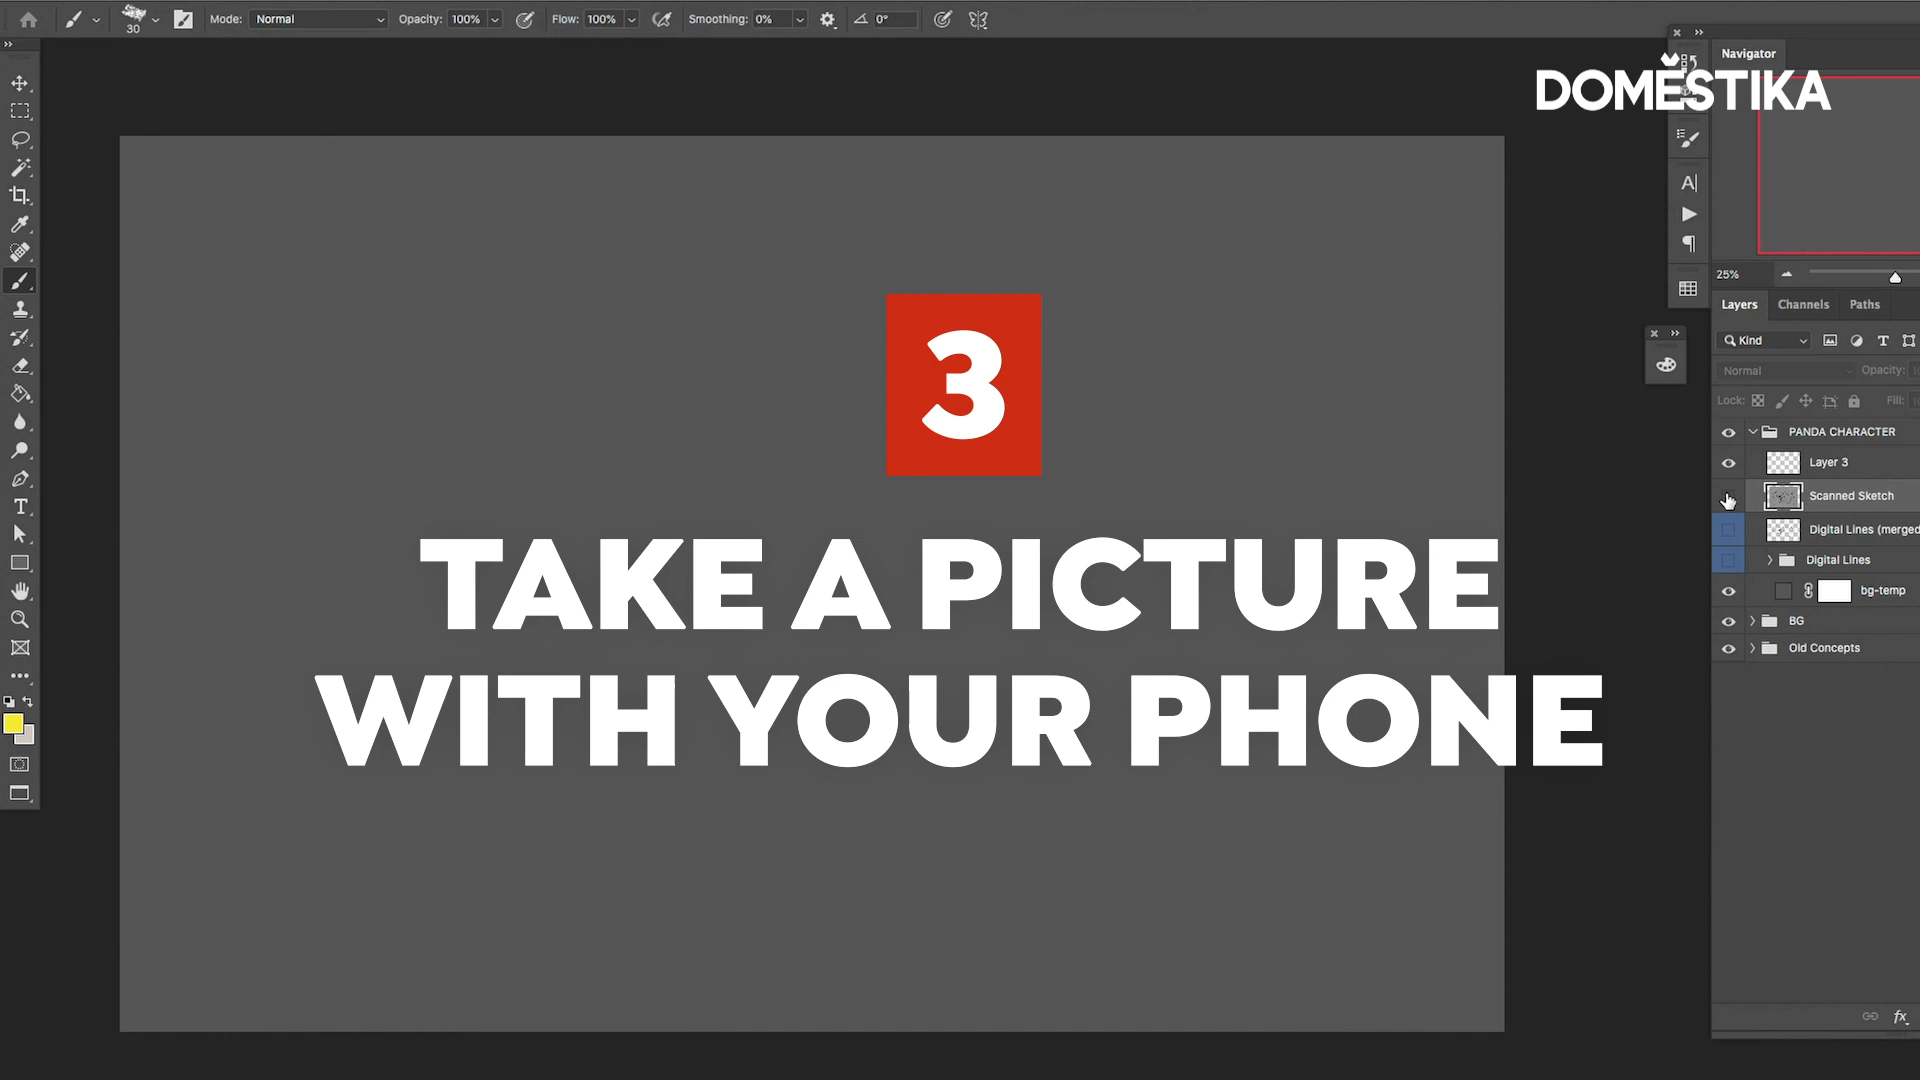 Mode: Normal Opacity: 100% Flow: 100% Smoothing: 0% 0°
30
Navigator
DOMESTIKA
25%
Layers Channels Paths
Kind
Normal Opacity:
Lock: Fill:
PANDA CHARACTER
Layer 3
Scanned Sketch
Digital Lines (merged
Digital Lines
bg-temp
BG
Old Concepts
fx
3
TAKE A PICTURE
WITH YOUR PHONE